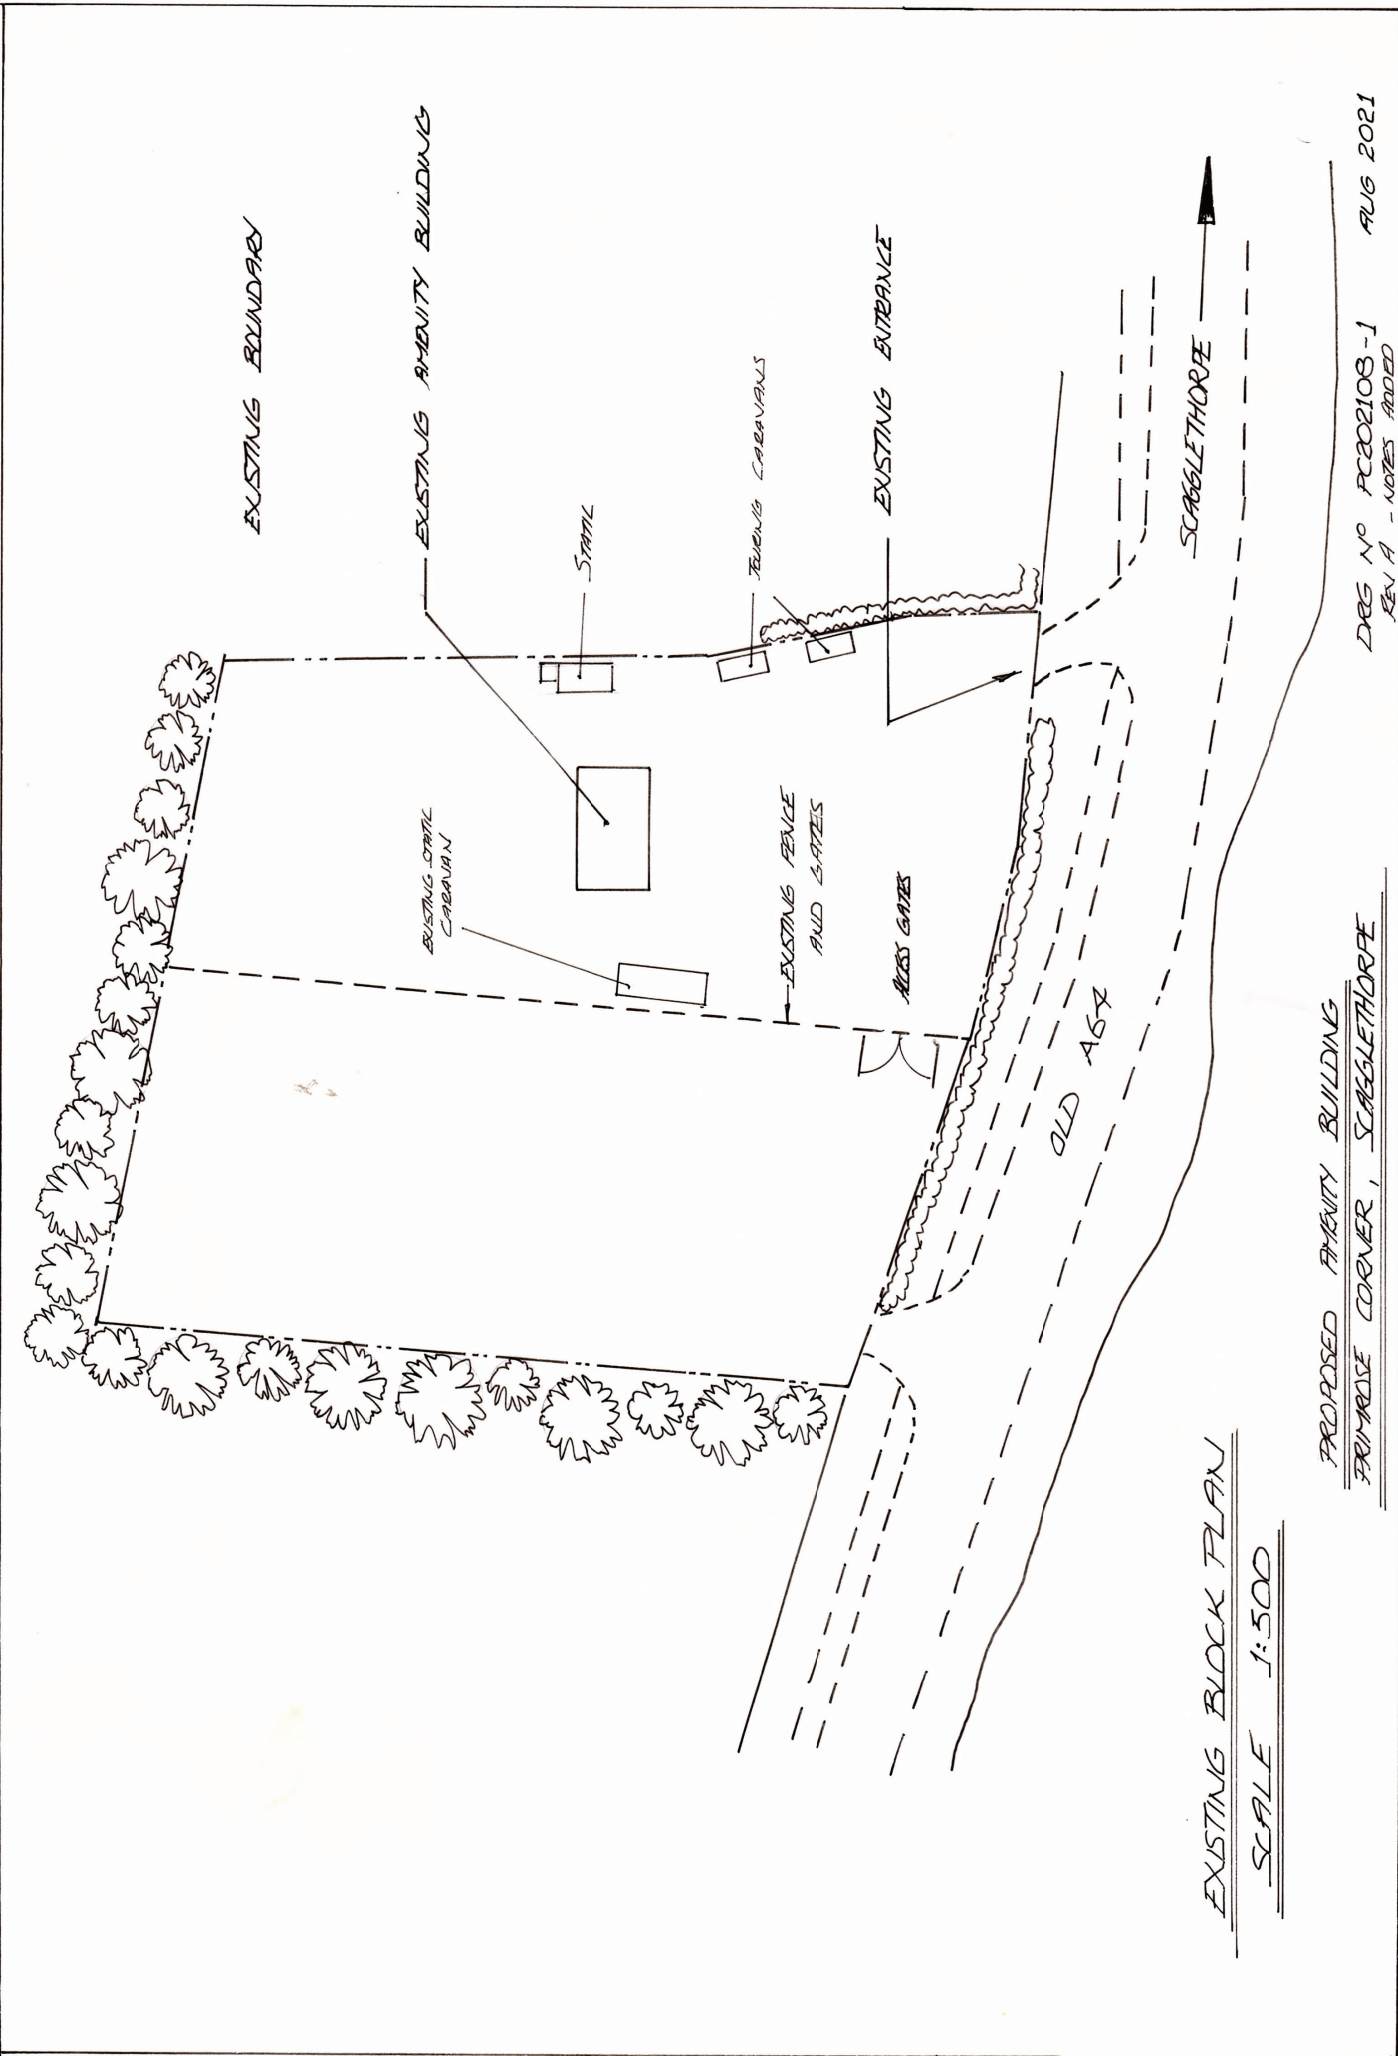 EXISTING BOUNDARY
EXISTING AMENITY BUILDING
EXISTING STATIC
CARAVAN
STATIC
TOURING CARAVANS
EXISTING FENCE
AND GATES
ACCESS GATES
EXISTING ENTRANCE
OLD A64
SCAGGLETHORPE
EXISTING BLOCK PLAN
SCALE 1:500
PROPOSED AMENITY BUILDING
PRIMROSE CORNER, SCAGGLETHORPE
DRG Nº PC202108-1 AUG 2021
REV A - NOTES ADDED